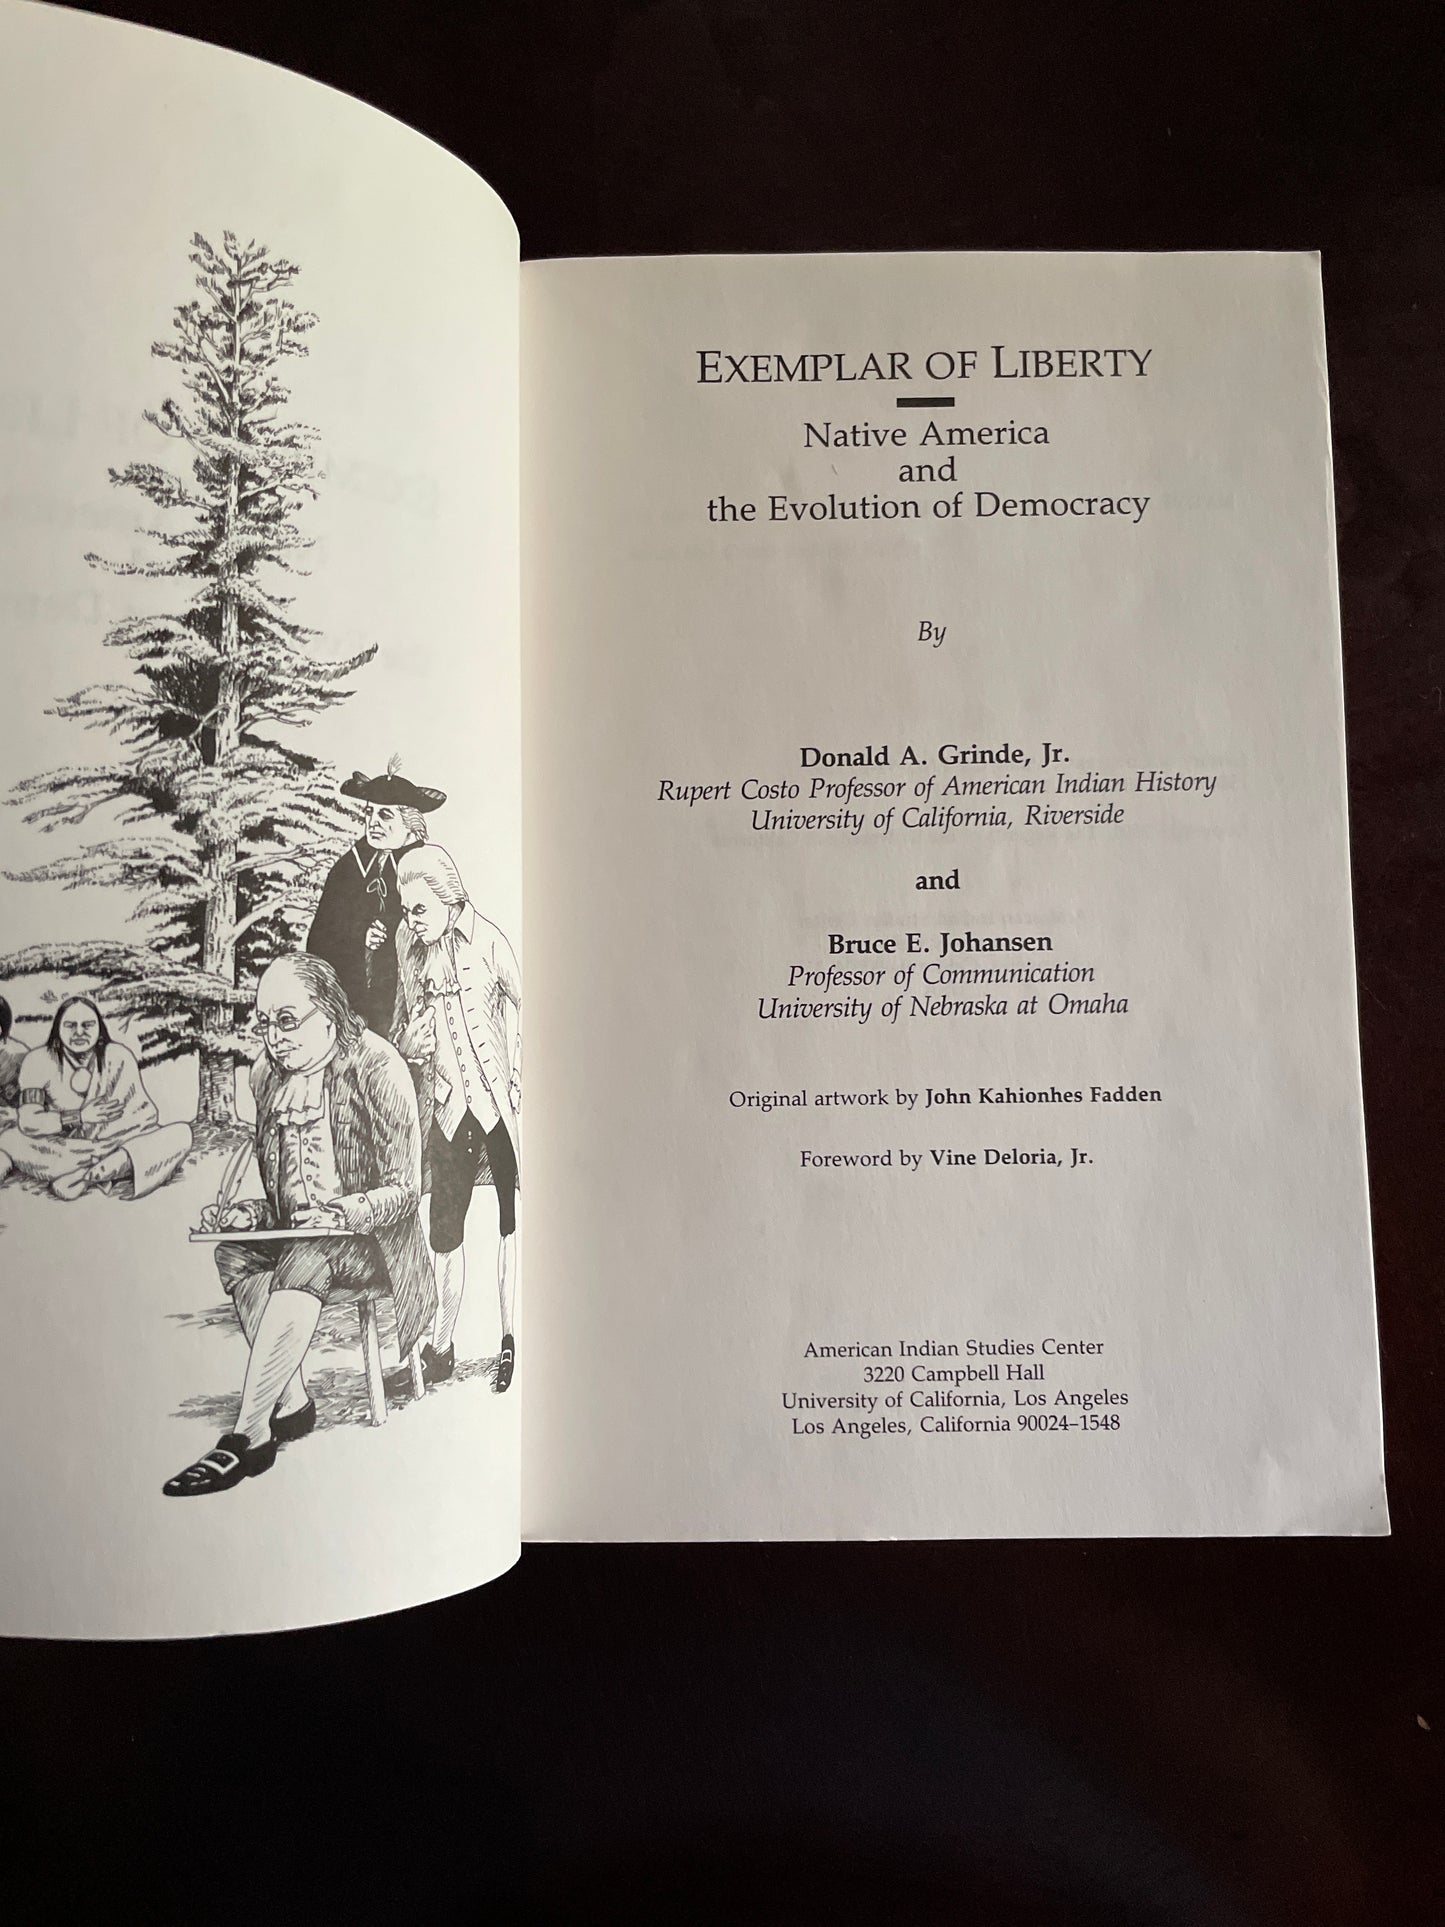 EXEMPLAR OF LIBERTY
Native America
and
the Evolution of Democracy
By
Donald A. Grinde, Jr.
Rupert Costo Professor of American Indian History
University of California, Riverside
and
Bruce E. Johansen
Professor of Communication
University of Nebraska at Omaha
Original artwork by John Kahionhes Fadden
Foreword by Vine Deloria, Jr.
American Indian Studies Center
3220 Campbell Hall
University of California, Los Angeles
Los Angeles, California 90024–1548